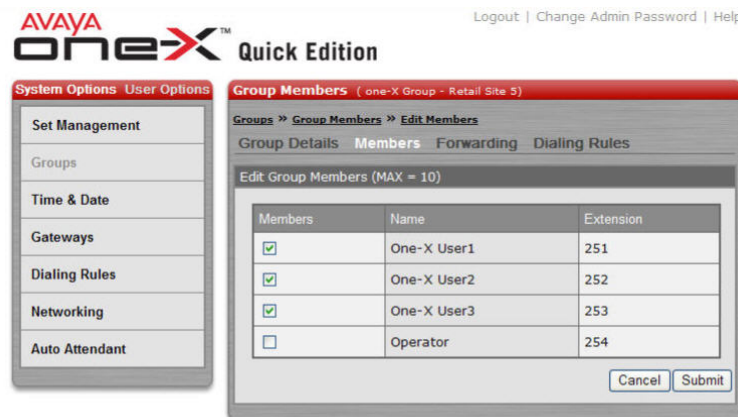 Logout | Change Admin Password | Help
AVAYA
one-X™ Quick Edition
System Options User Options
Set Management
Groups
Time & Date
Gateways
Dialing Rules
Networking
Auto Attendant
Group Members ( one-X Group - Retail Site 5)
Groups » Group Members » Edit Members
Group Details Members Forwarding Dialing Rules
Edit Group Members (MAX = 10)
Members Name Extension
One-X User1 251
One-X User2 252
One-X User3 253
Operator 254
Cancel Submit